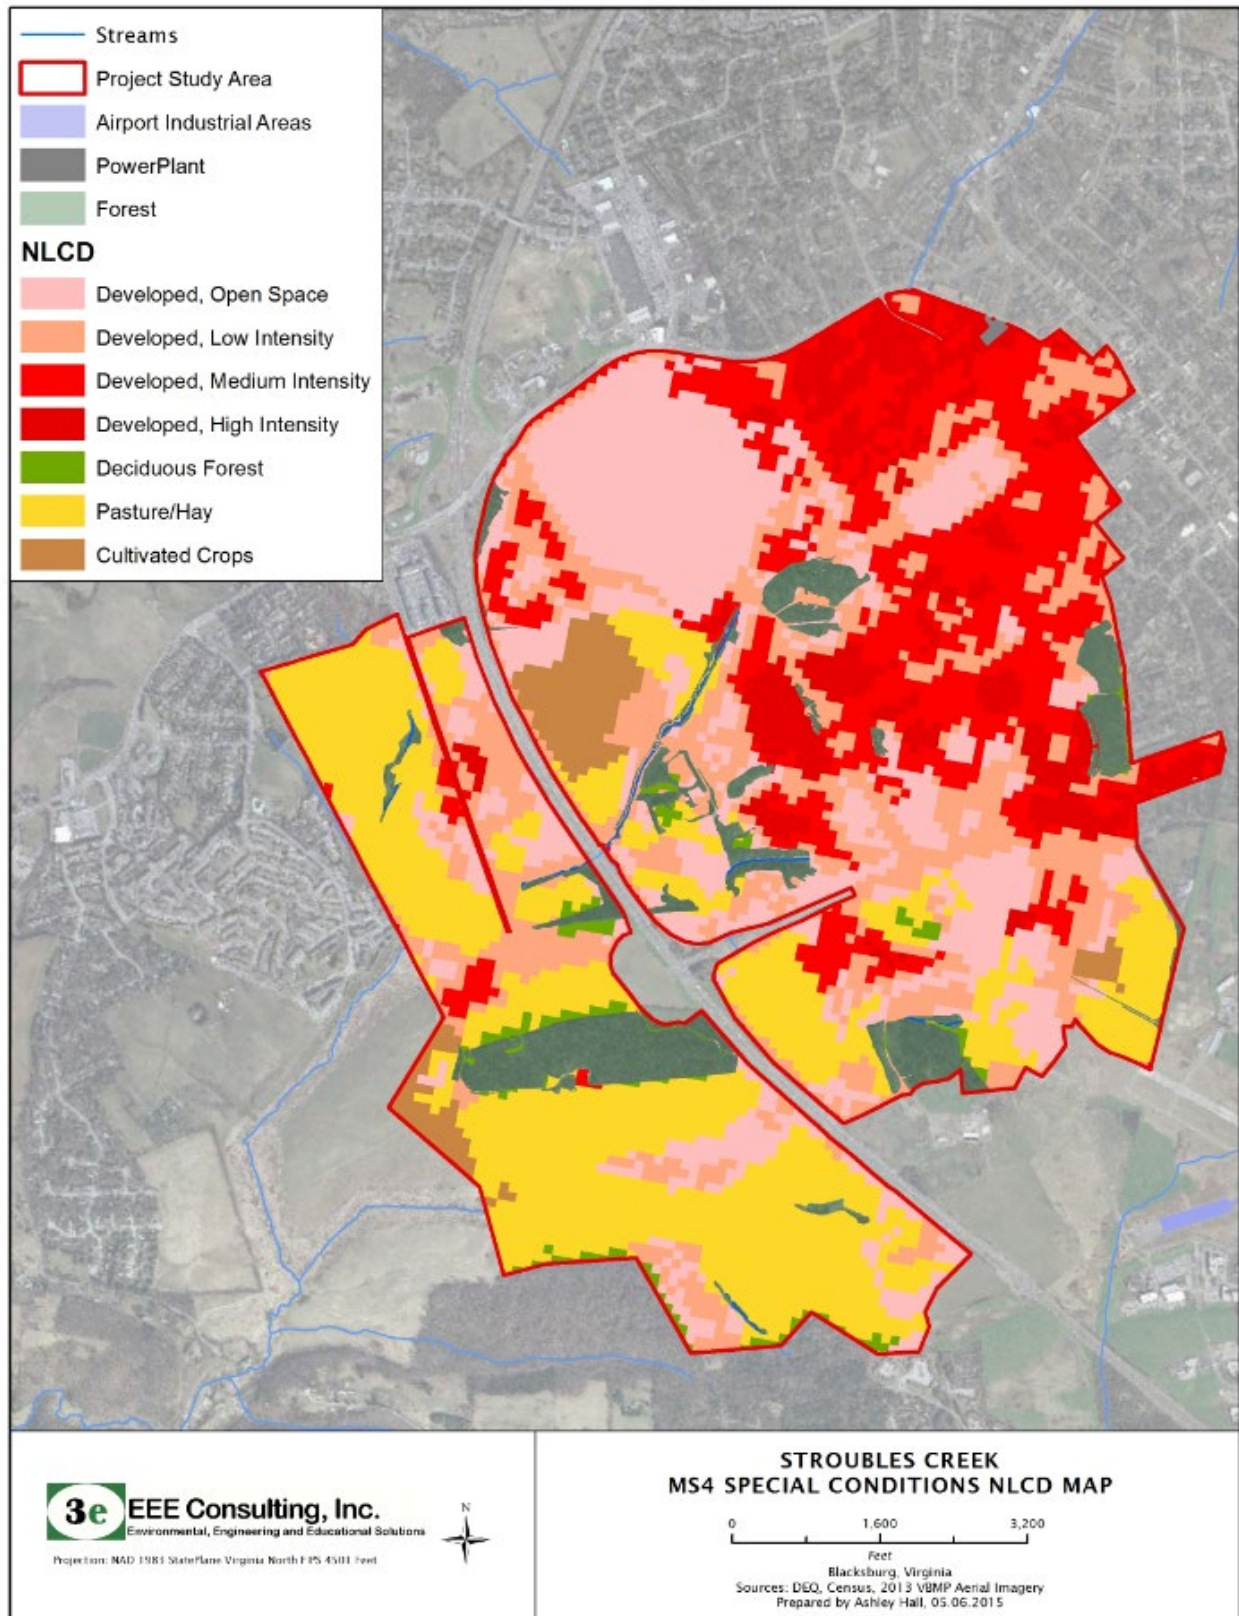 Streams
Project Study Area
Airport Industrial Areas
PowerPlant
Forest
NLCD
Developed, Open Space
Developed, Low Intensity
Developed, Medium Intensity
Developed, High Intensity
Deciduous Forest
Pasture/Hay
Cultivated Crops
3e EEE Consulting, Inc.
Environmental, Engineering and Educational Solutions
Projection: NAD 1983 StatePlane Virginia North FIPS 4501 Feet
N
STROUBLES CREEK
MS4 SPECIAL CONDITIONS NLCD MAP
0 1,600 3,200
Feet
Blacksburg, Virginia
Sources: DEQ, Census, 2013 VBMP Aerial Imagery
Prepared by Ashley Hall, 05.06.2015